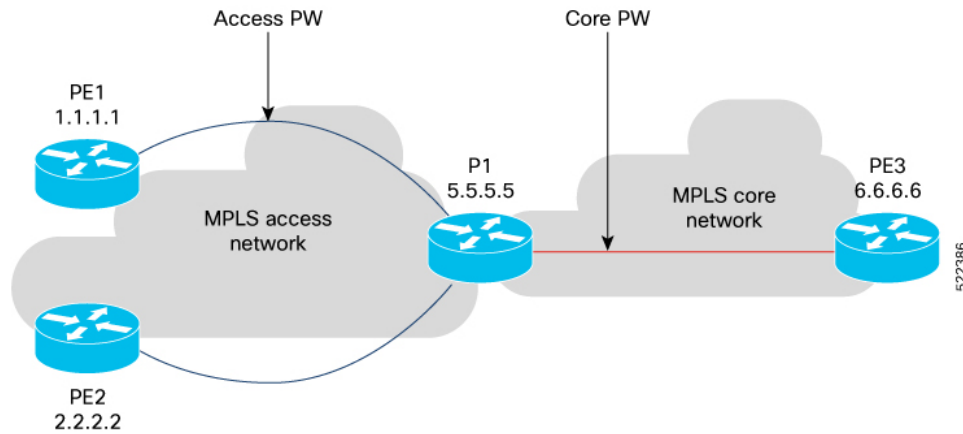 Access PW
Core PW
PE1
1.1.1.1
P1
5.5.5.5
PE3
6.6.6.6
MPLS access
network
MPLS core
network
522386
PE2
2.2.2.2